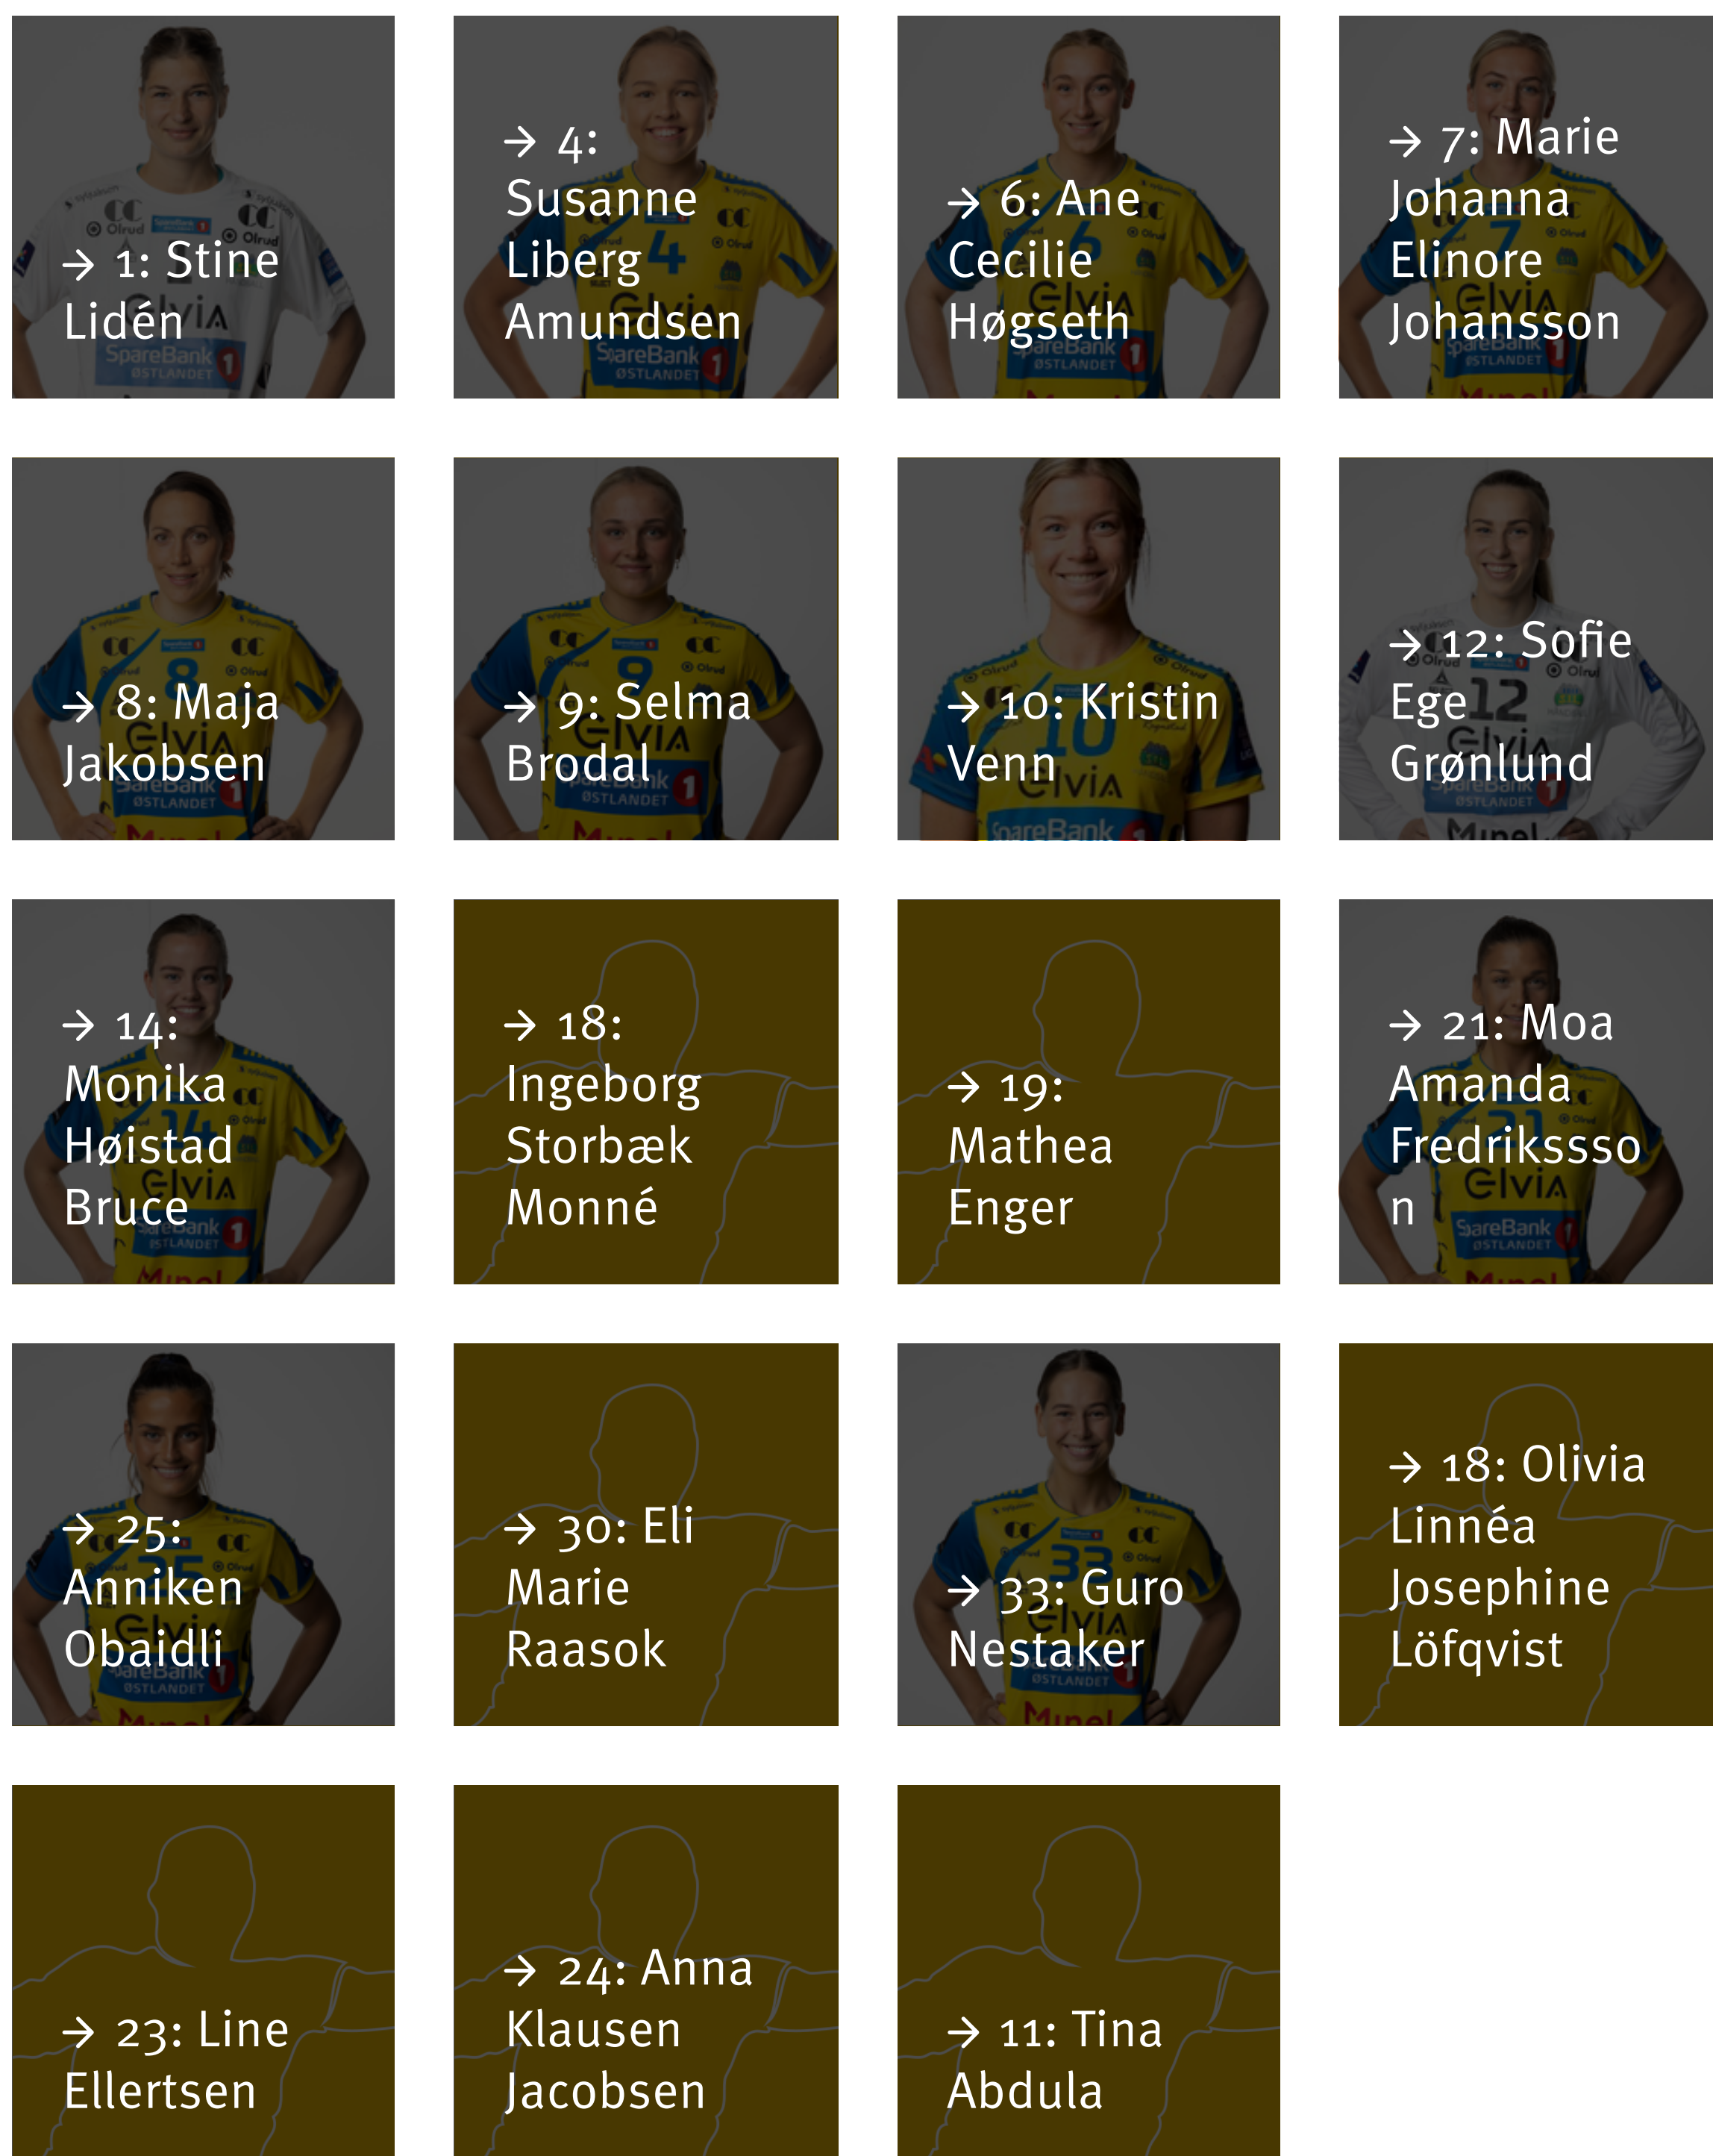 → 1: Stine
Lidén
→ 4:
Susanne
Liberg
Amundsen
→ 6: Ane
Cecilie
Høgseth
→ 7: Marie
Johanna
Elinore
Johansson
→ 8: Maja
Jakobsen
→ 9: Selma
Brodal
→ 10: Kristin
Venn
→ 12: Sofie
Ege
Grønlund
→ 14:
Monika
Høistad
Bruce
→ 18:
Ingeborg
Storbæk
Monné
→ 19:
Mathea
Enger
→ 21: Moa
Amanda
Fredrikssso
n
→ 25:
Anniken
Obaidli
→ 30: Eli
Marie
Raasok
→ 33: Guro
Nestaker
→ 18: Olivia
Linnéa
Josephine
Löfqvist
→ 23: Line
Ellertsen
→ 24: Anna
Klausen
Jacobsen
→ 11: Tina
Abdula